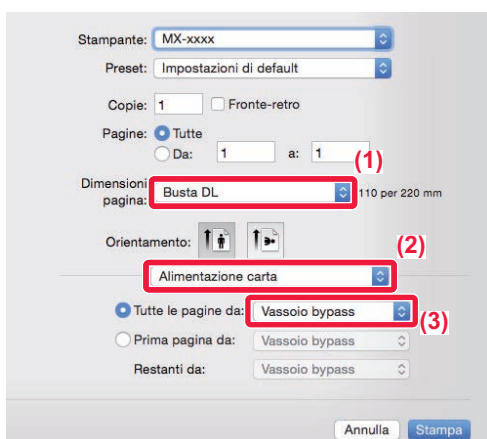 Stampante: MX-xxxx
Preset: Impostazioni di default
Copie: 1 Fronte-retro
Pagine: Tutte
Da: 1 a: 1
(1)
Dimensioni pagina: Busta DL 110 per 220 mm
Orientamento:
(2)
Alimentazione carta
Tutte le pagine da: Vassoio bypass
(3)
Prima pagina da: Vassoio bypass
Restanti da: Vassoio bypass
Annulla Stampa